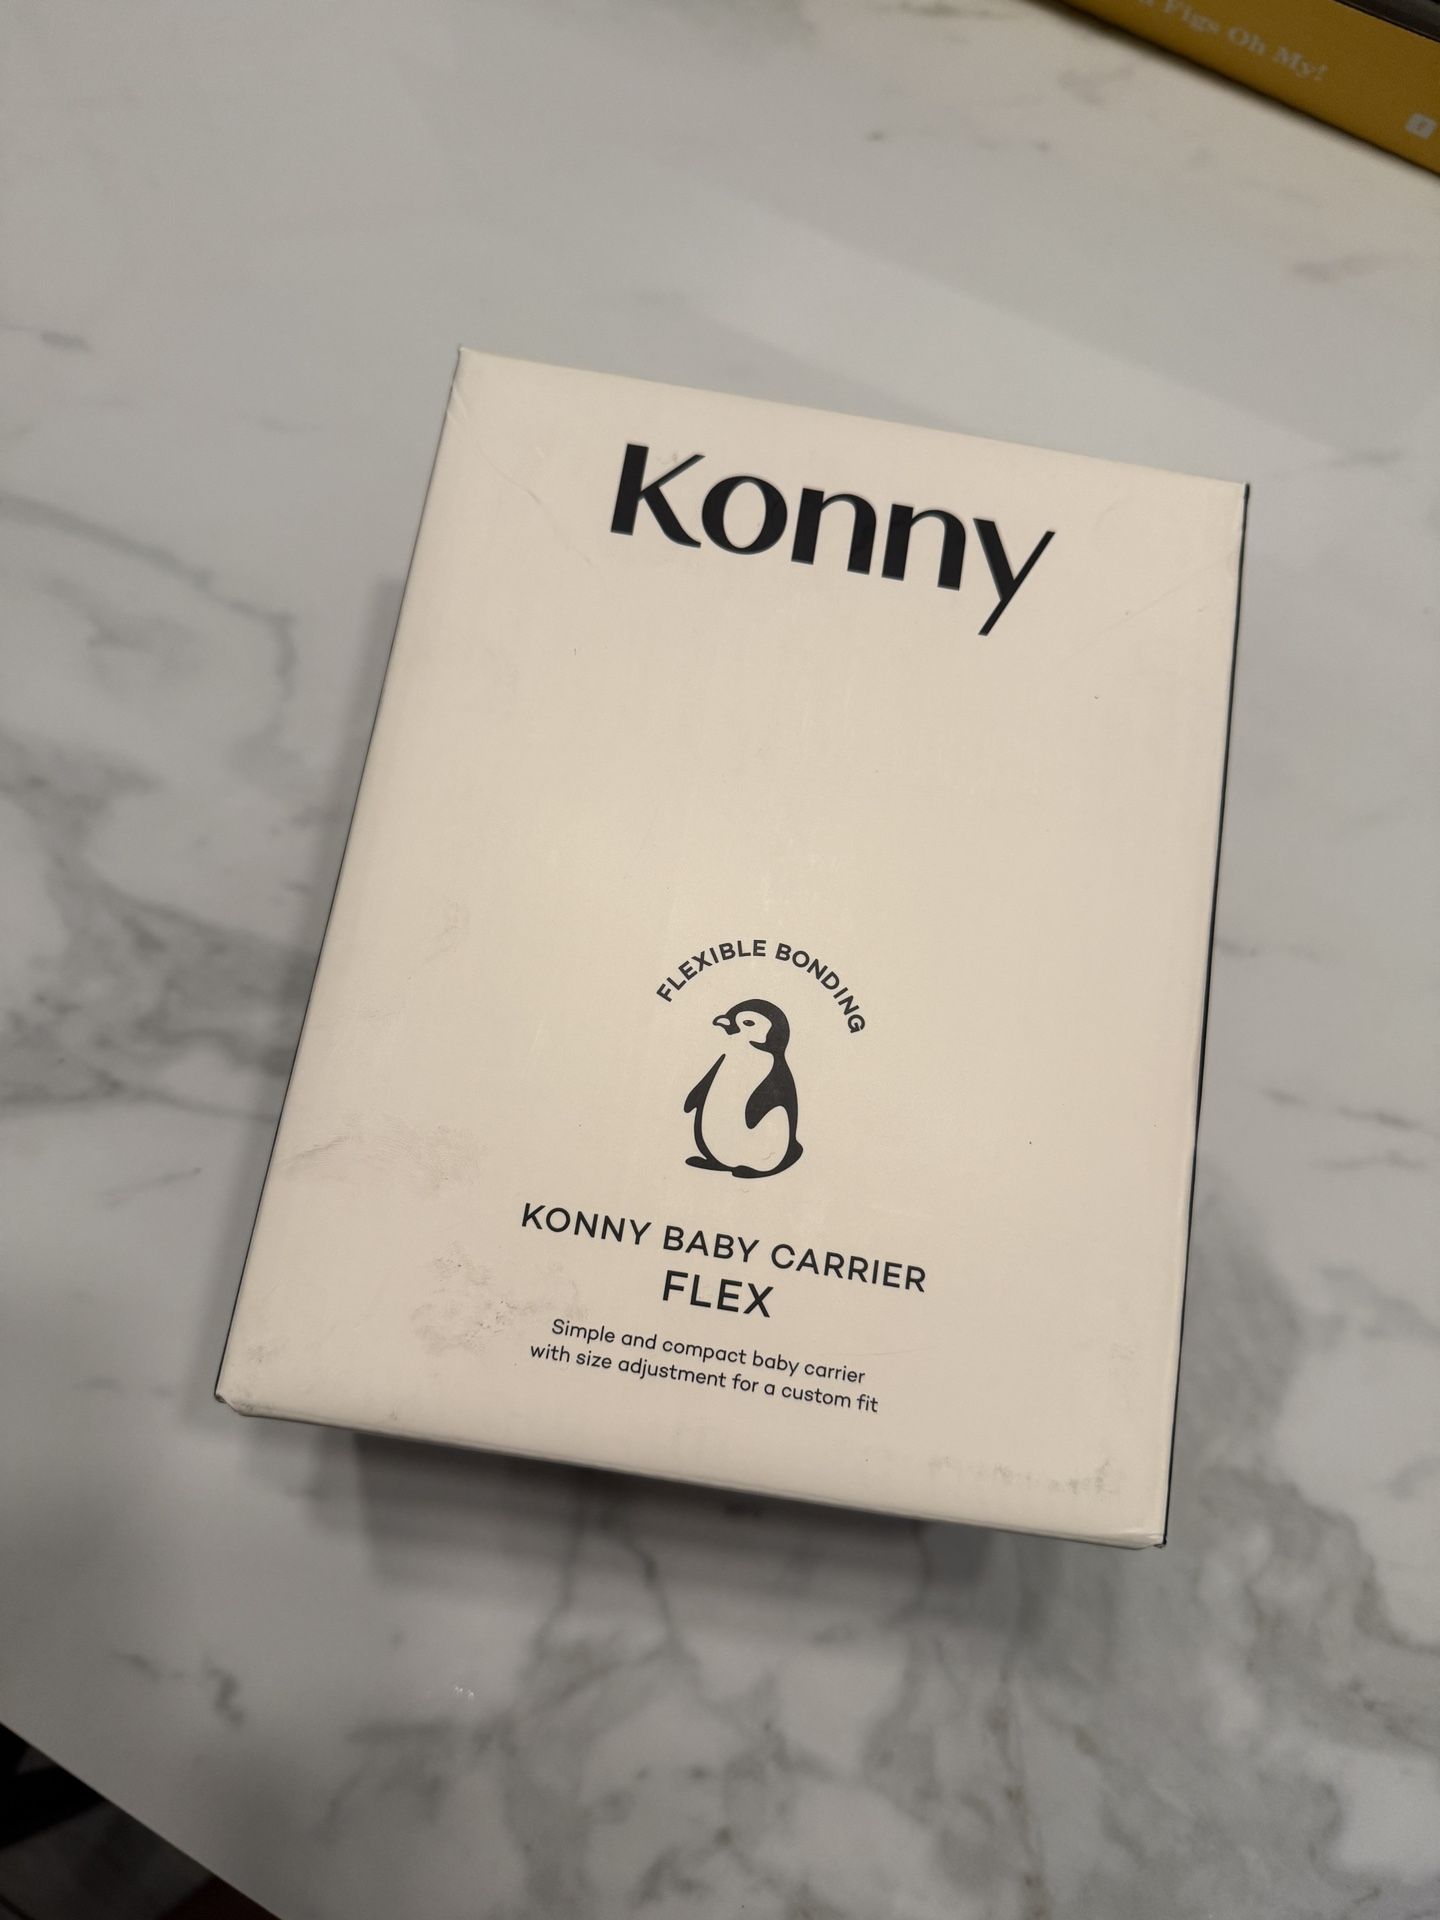 Figs Oh My!
Konny
FLEXIBLE BONDING
KONNY BABY CARRIER
FLEX
Simple and compact baby carrier
with size adjustment for a custom fit